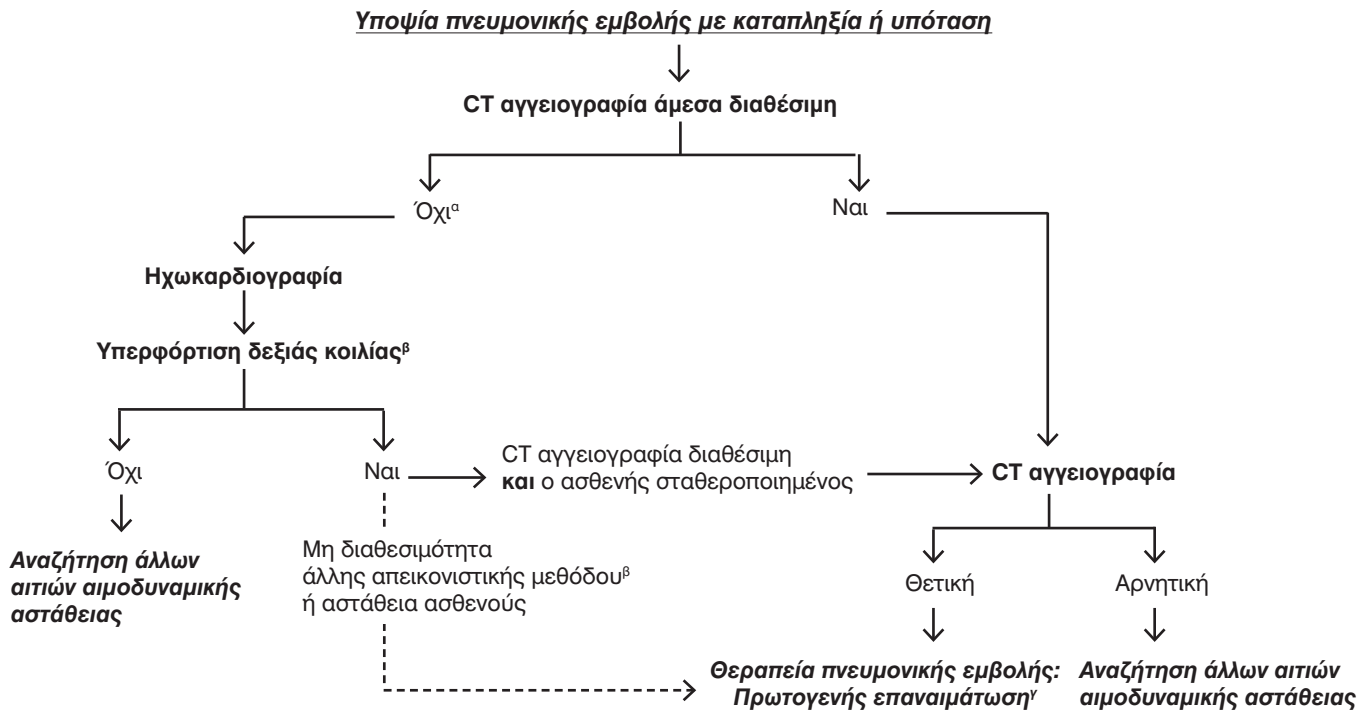 Υποψία πνευμονικής εμβολής με καταπληξία ή υπόταση
CT αγγειογραφία άμεσα διαθέσιμη
Όχιᵅ
Ναι
Ηχωκαρδιογραφία
Υπερφόρτιση δεξιάς κοιλίαςᵝ
Όχι
Ναι
CT αγγειογραφία διαθέσιμη
και ο ασθενής σταθεροποιημένος
CT αγγειογραφία
Αναζήτηση άλλων
αιτιών αιμοδυναμικής
αστάθειας
Μη διαθεσιμότητα
άλλης απεικονιστικής μεθόδουᵝ
ή αστάθεια ασθενούς
Θετική
Αρνητική
Θεραπεία πνευμονικής εμβολής:
Πρωτογενής επαναιμάτωσηᵞ
Αναζήτηση άλλων αιτιών
αιμοδυναμικής αστάθειας